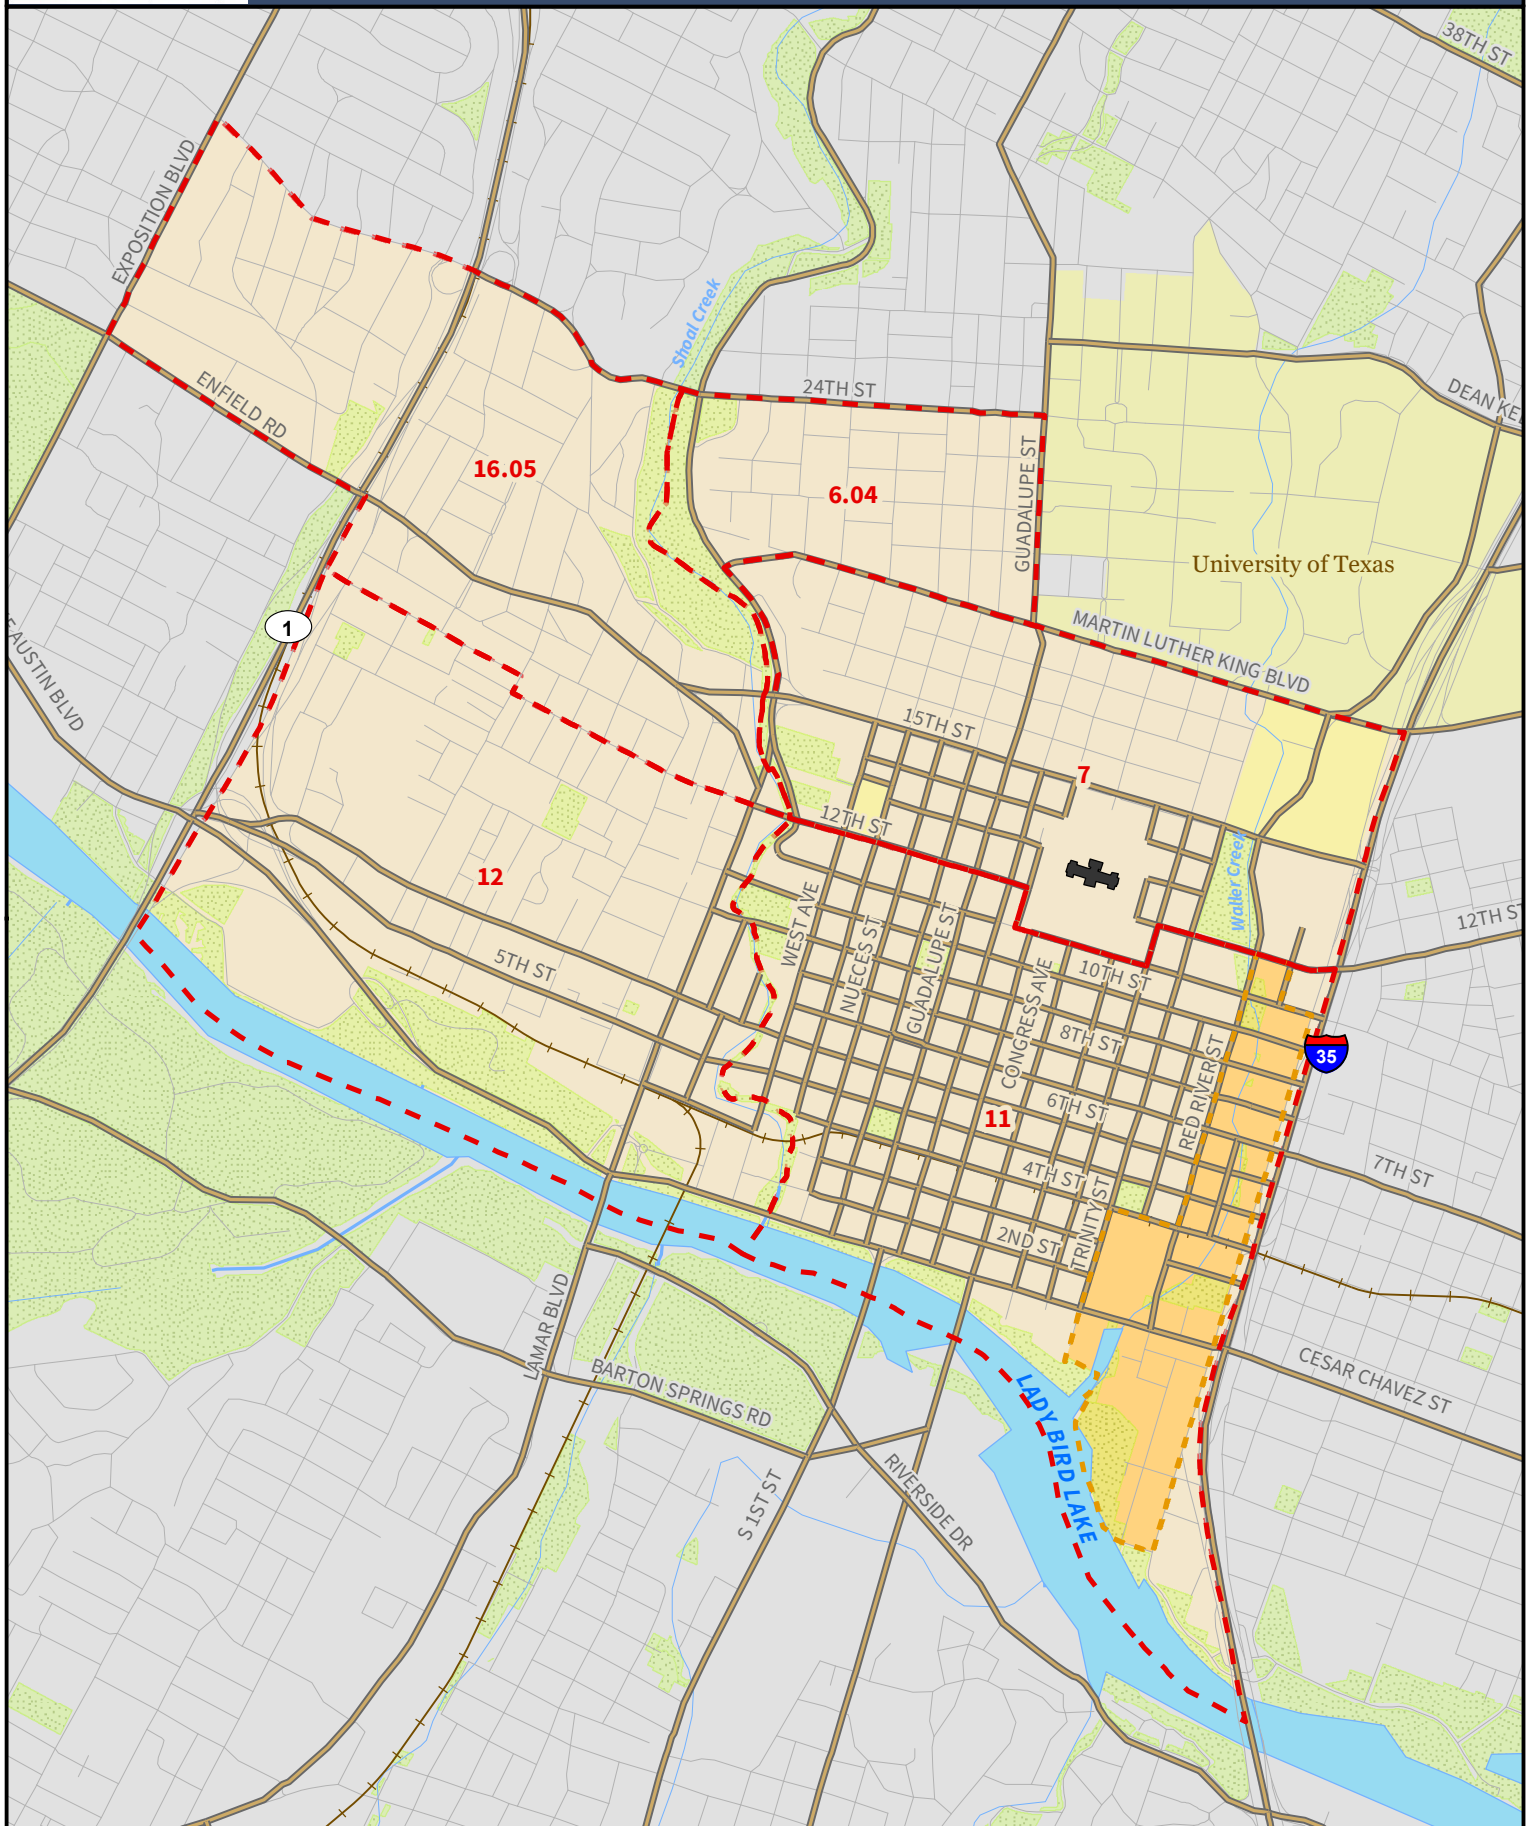 38TH ST
EXPOSITION BLVD
Shoal Creek
24TH ST
DEAN KE
ENFIELD RD
16.05
6.04
GUADALUPE ST
University of Texas
1
MARTIN LUTHER KING BLVD
AUSTIN BLVD
15TH ST
7
12TH ST
Waller Creek
12
WEST AVE
NUECES ST
GUADALUPE ST
12TH ST
5TH ST
10TH ST
CONGRESS AVE
8TH ST
RED RIVER ST
35
6TH ST
11
7TH ST
4TH ST
TRINITY ST
2ND ST
LAMAR BLVD
BARTON SPRINGS RD
CESAR CHAVEZ ST
LADY BIRD LAKE
S 1ST ST
RIVERSIDE DR